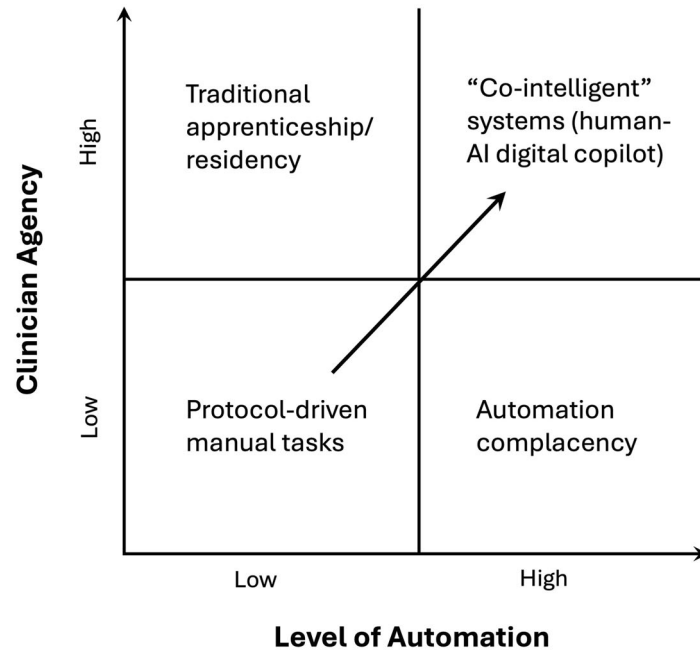 Clinician Agency
High
Low
Traditional
apprenticeship/
residency
“Co-intelligent”
systems (human-
AI digital copilot)
Protocol-driven
manual tasks
Automation
complacency
Low
High
Level of Automation